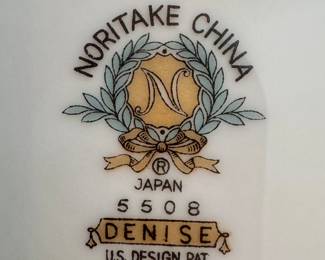 NORITAKE CHINA
N
®
JAPAN
5508
DENISE
U.S. DESIGN PAT.